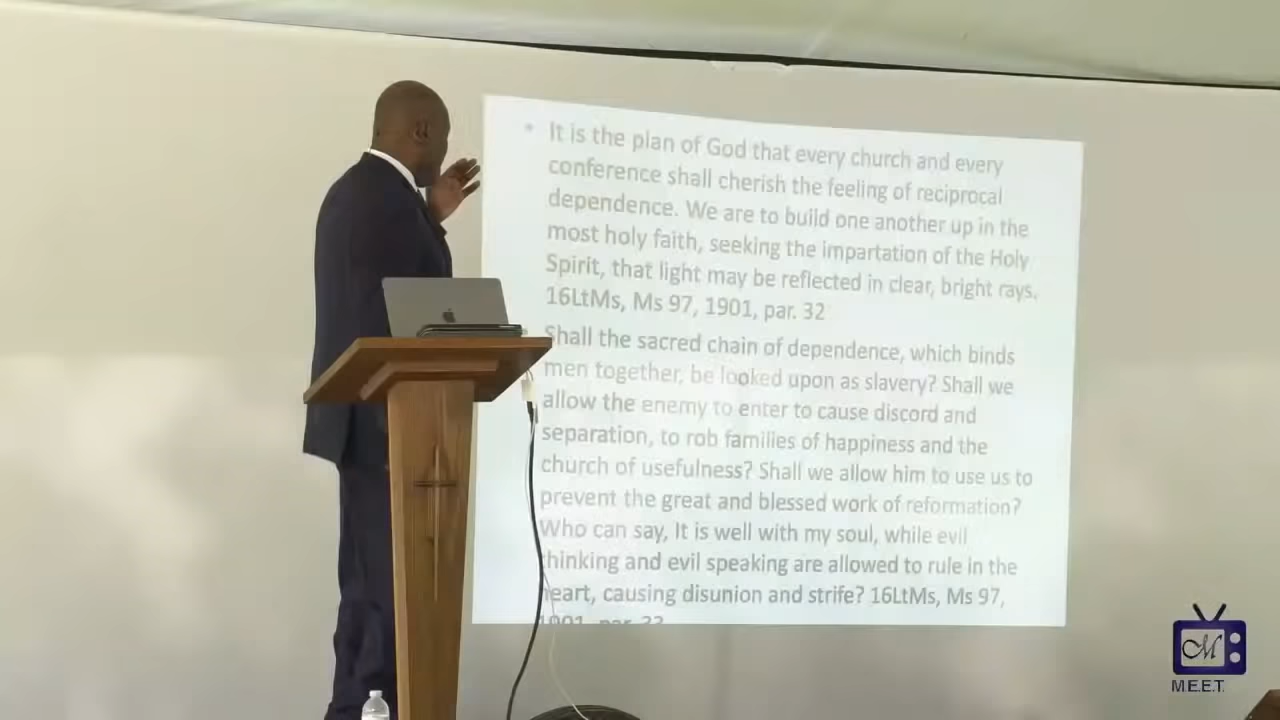 • It is the plan of God that every church and every
conference shall cherish the feeling of reciprocal
dependence. We are to build one another up in the
most holy faith, seeking the impartation of the Holy
Spirit, that light may be reflected in clear, bright rays.
16LtMs, Ms 97, 1901, par. 32
Shall the sacred chain of dependence, which binds
men together, be looked upon as slavery? Shall we
allow the enemy to enter to cause discord and
separation, to rob families of happiness and the
church of usefulness? Shall we allow him to use us to
prevent the great and blessed work of reformation?
Who can say, It is well with my soul, while evil
thinking and evil speaking are allowed to rule in the
heart, causing disunion and strife? 16LtMs, Ms 97,
1901, par. 33
M
M.E.E.T.